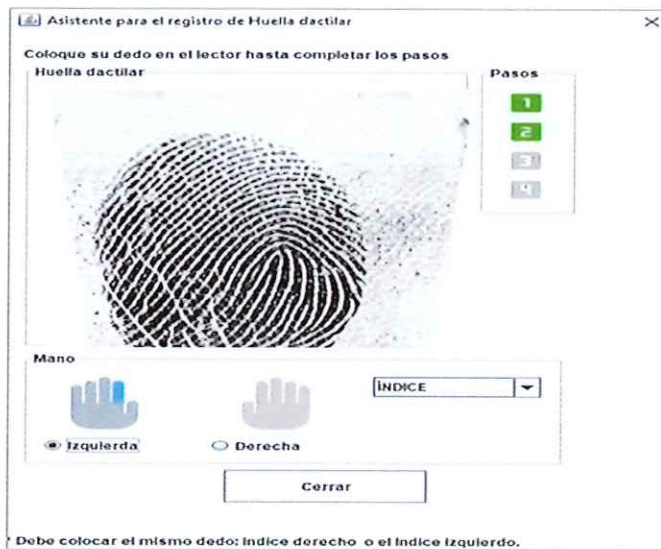 Asistente para el registro de Huella dactilar
Coloque su dedo en el lector hasta completar los pasos
Huella dactilar
Pasos
1
2
3
4
Mano
ÍNDICE
Izquierda
Derecha
Cerrar
* Debe colocar el mismo dedo: índice derecho o el índice izquierdo.